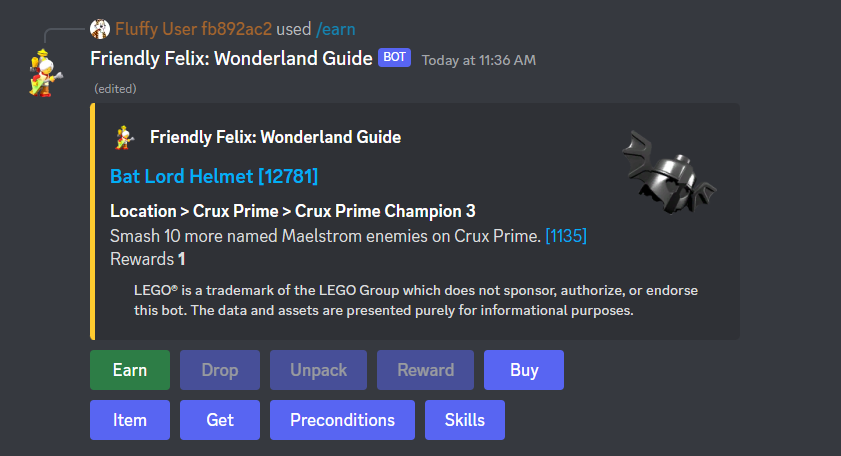 Fluffy User fb892ac2 used /earn
Friendly Felix: Wonderland Guide BOT Today at 11:36 AM
(edited)
Friendly Felix: Wonderland Guide
Bat Lord Helmet [12781]
Location > Crux Prime > Crux Prime Champion 3
Smash 10 more named Maelstrom enemies on Crux Prime. [1135]
Rewards 1
LEGO® is a trademark of the LEGO Group which does not sponsor, authorize, or endorse
this bot. The data and assets are presented purely for informational purposes.
Earn Drop Unpack Reward Buy
Item Get Preconditions Skills